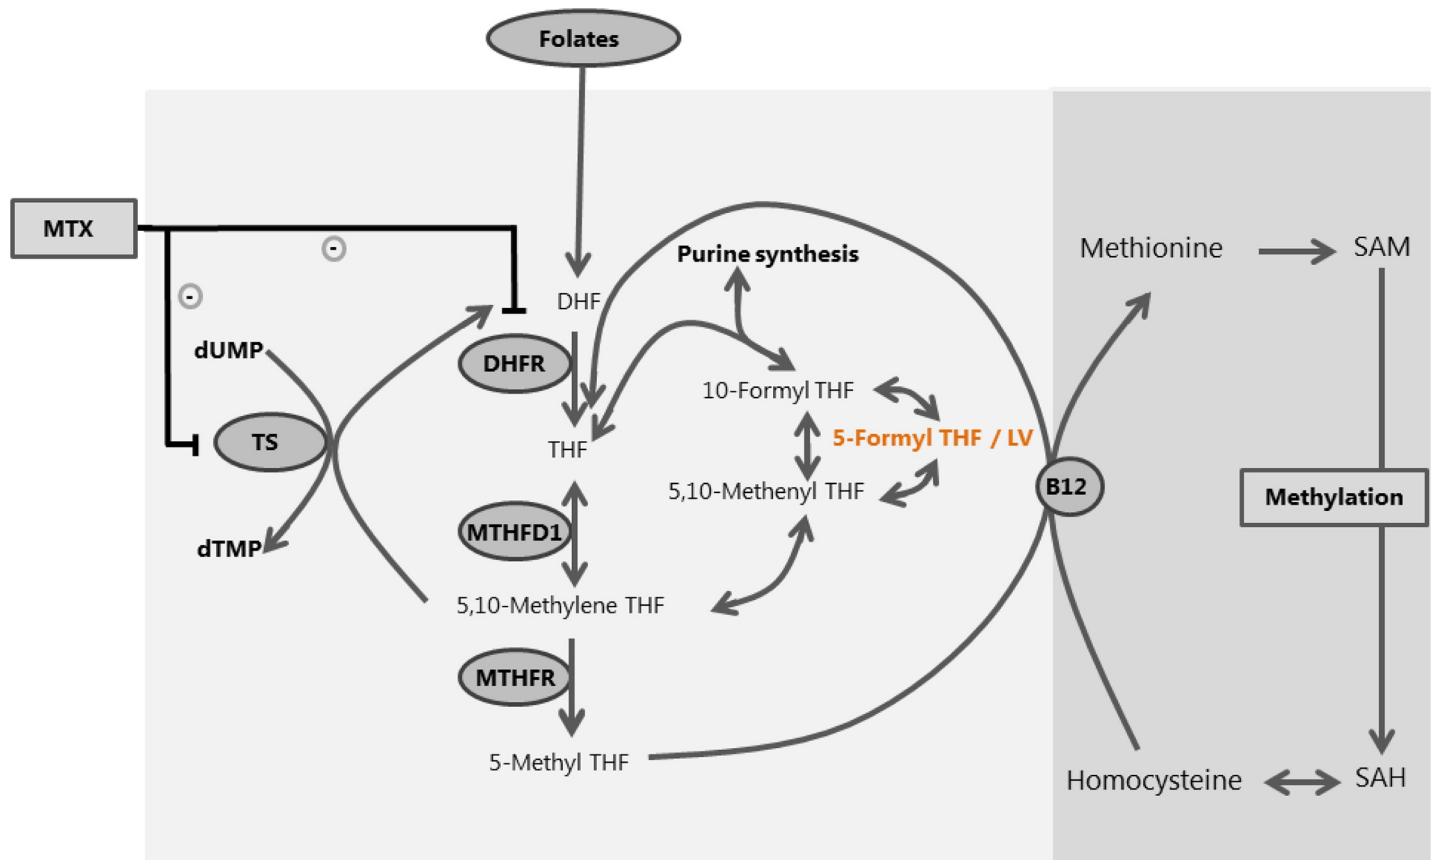 Folates
MTX
-
-
Purine synthesis
Methionine
SAM
DHF
dUMP
DHFR
10-Formyl THF
5-Formyl THF / LV
TS
THF
5,10-Methenyl THF
B12
Methylation
MTHFD1
dTMP
5,10-Methylene THF
MTHFR
5-Methyl THF
Homocysteine
SAH